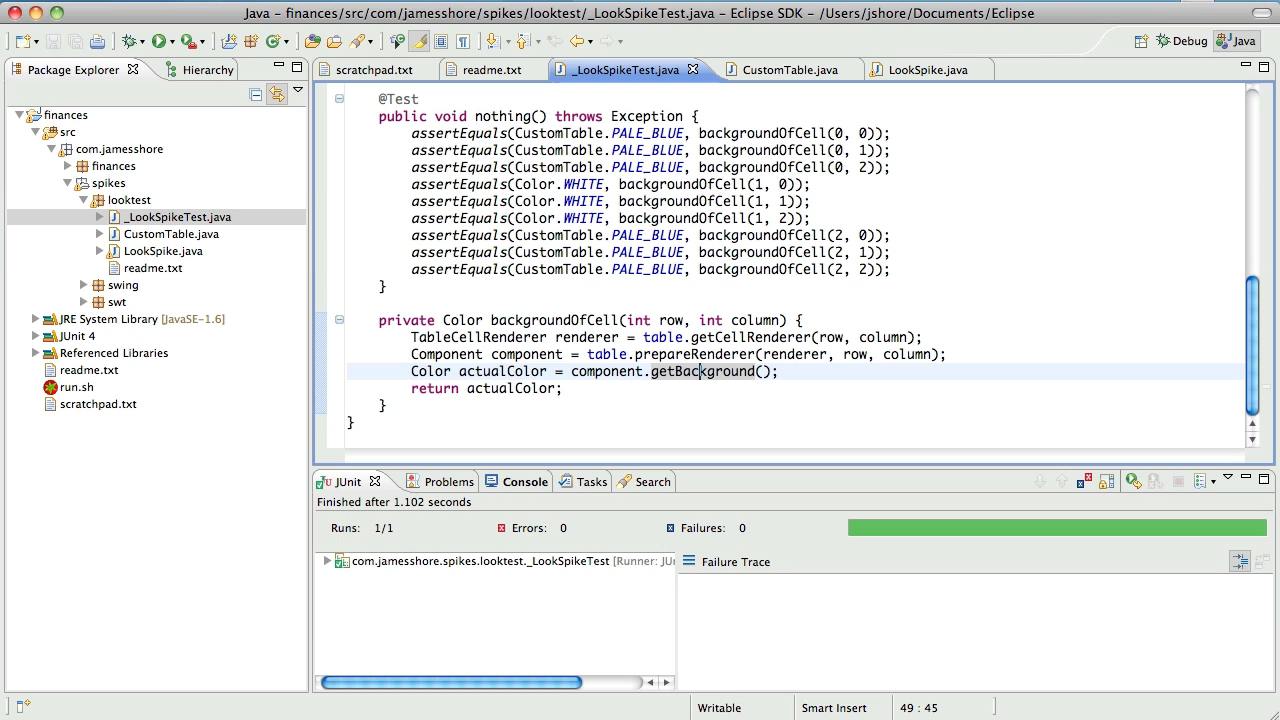 Java - finances/src/com/jamesshore/spikes/looktest/_LookSpikeTest.java - Eclipse SDK - /Users/jshore/Documents/Eclipse
Debug
Java
Package Explorer
Hierarchy
scratchpad.txt
readme.txt
_LookSpikeTest.java
CustomTable.java
LookSpike.java
finances
src
com.jamesshore
finances
spikes
looktest
_LookSpikeTest.java
CustomTable.java
LookSpike.java
readme.txt
swing
swt
JRE System Library [JavaSE-1.6]
JUnit 4
Referenced Libraries
readme.txt
run.sh
scratchpad.txt
@Test
public void nothing() throws Exception {
assertEquals(CustomTable.PALE_BLUE, backgroundOfCell(0, 0));
assertEquals(CustomTable.PALE_BLUE, backgroundOfCell(0, 1));
assertEquals(CustomTable.PALE_BLUE, backgroundOfCell(0, 2));
assertEquals(Color.WHITE, backgroundOfCell(1, 0));
assertEquals(Color.WHITE, backgroundOfCell(1, 1));
assertEquals(Color.WHITE, backgroundOfCell(1, 2));
assertEquals(CustomTable.PALE_BLUE, backgroundOfCell(2, 0));
assertEquals(CustomTable.PALE_BLUE, backgroundOfCell(2, 1));
assertEquals(CustomTable.PALE_BLUE, backgroundOfCell(2, 2));
}
private Color backgroundOfCell(int row, int column) {
TableCellRenderer renderer = table.getCellRenderer(row, column);
Component component = table.prepareRenderer(renderer, row, column);
Color actualColor = component.getBackground();
return actualColor;
}
}
JUnit
Problems
Console
Tasks
Search
Finished after 1.102 seconds
Runs: 1/1
Errors: 0
Failures: 0
com.jamesshore.spikes.looktest._LookSpikeTest [Runner: JU
Failure Trace
Writable
Smart Insert
49 : 45